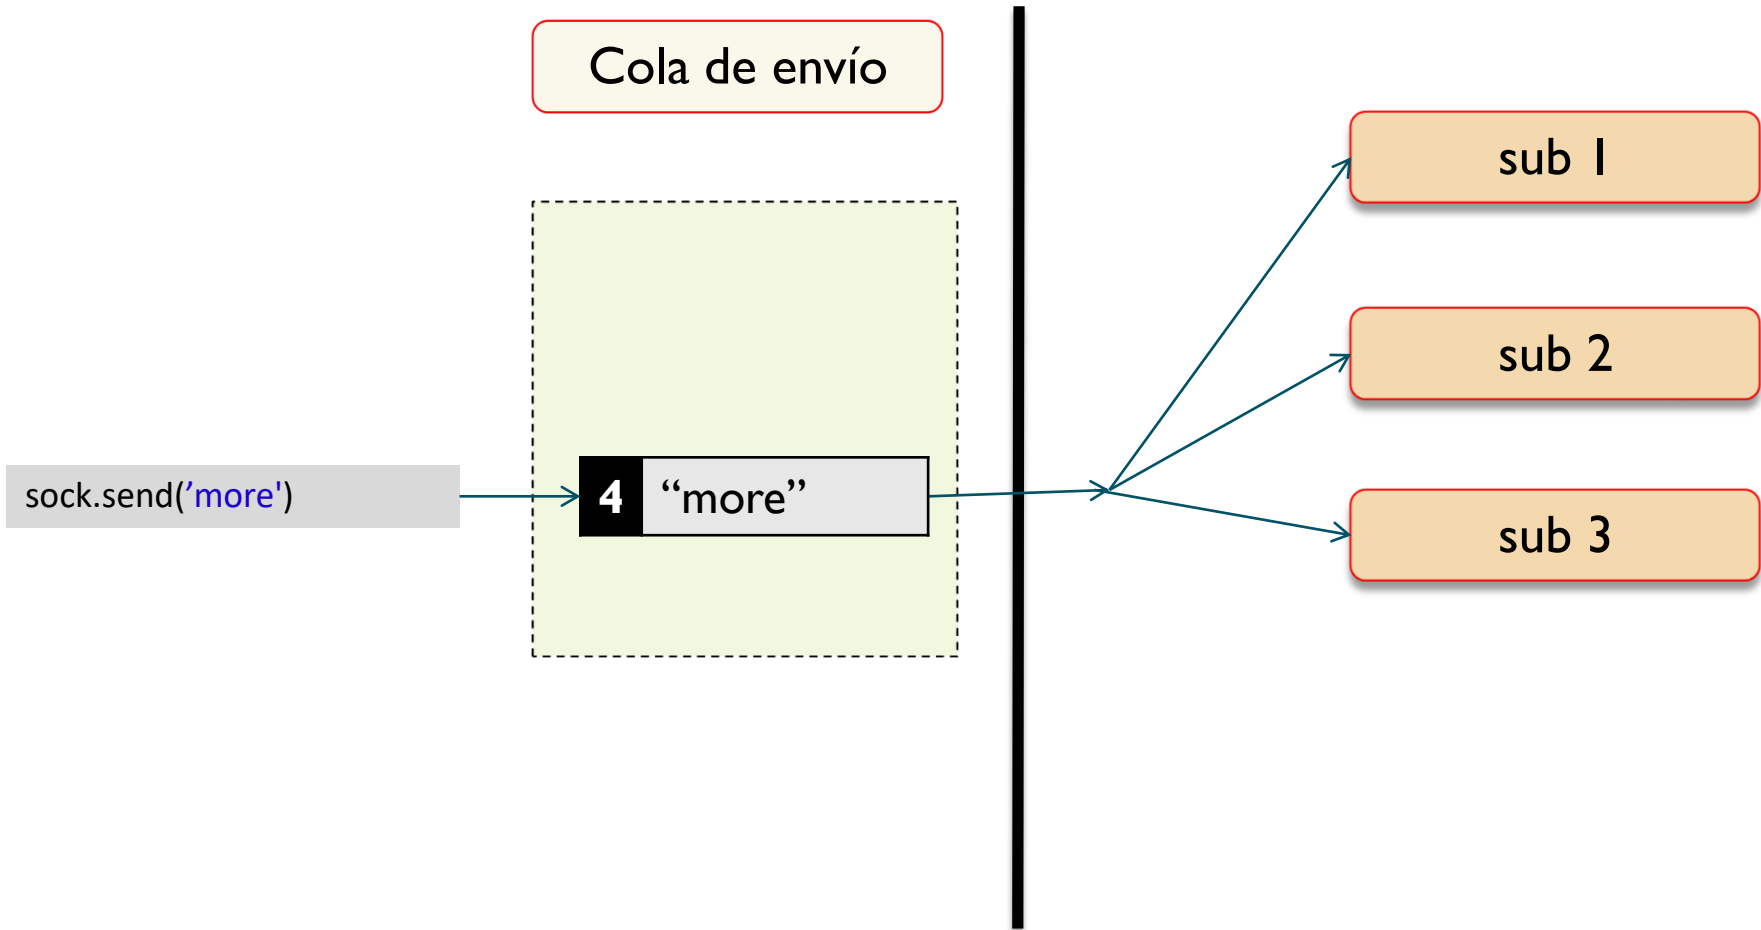 Cola de envío
sub 1
sub 2
sock.send(’more')
4 “more”
sub 3